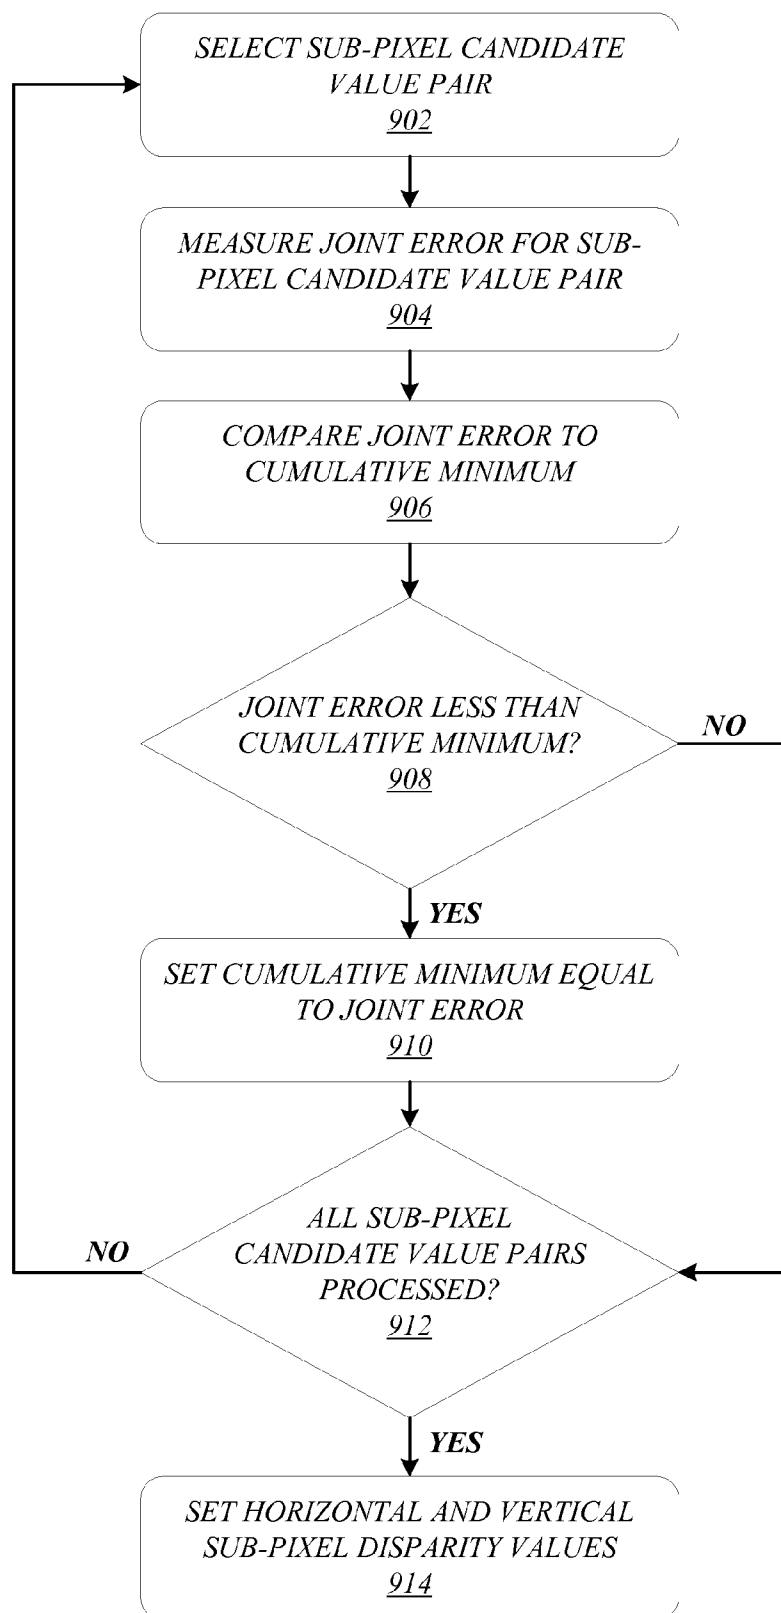 SELECT SUB-PIXEL CANDIDATE
VALUE PAIR
902
MEASURE JOINT ERROR FOR SUB-
PIXEL CANDIDATE VALUE PAIR
904
COMPARE JOINT ERROR TO
CUMULATIVE MINIMUM
906
JOINT ERROR LESS THAN
CUMULATIVE MINIMUM?
908
NO
YES
SET CUMULATIVE MINIMUM EQUAL
TO JOINT ERROR
910
ALL SUB-PIXEL
CANDIDATE VALUE PAIRS
PROCESSED?
912
NO
YES
SET HORIZONTAL AND VERTICAL
SUB-PIXEL DISPARITY VALUES
914